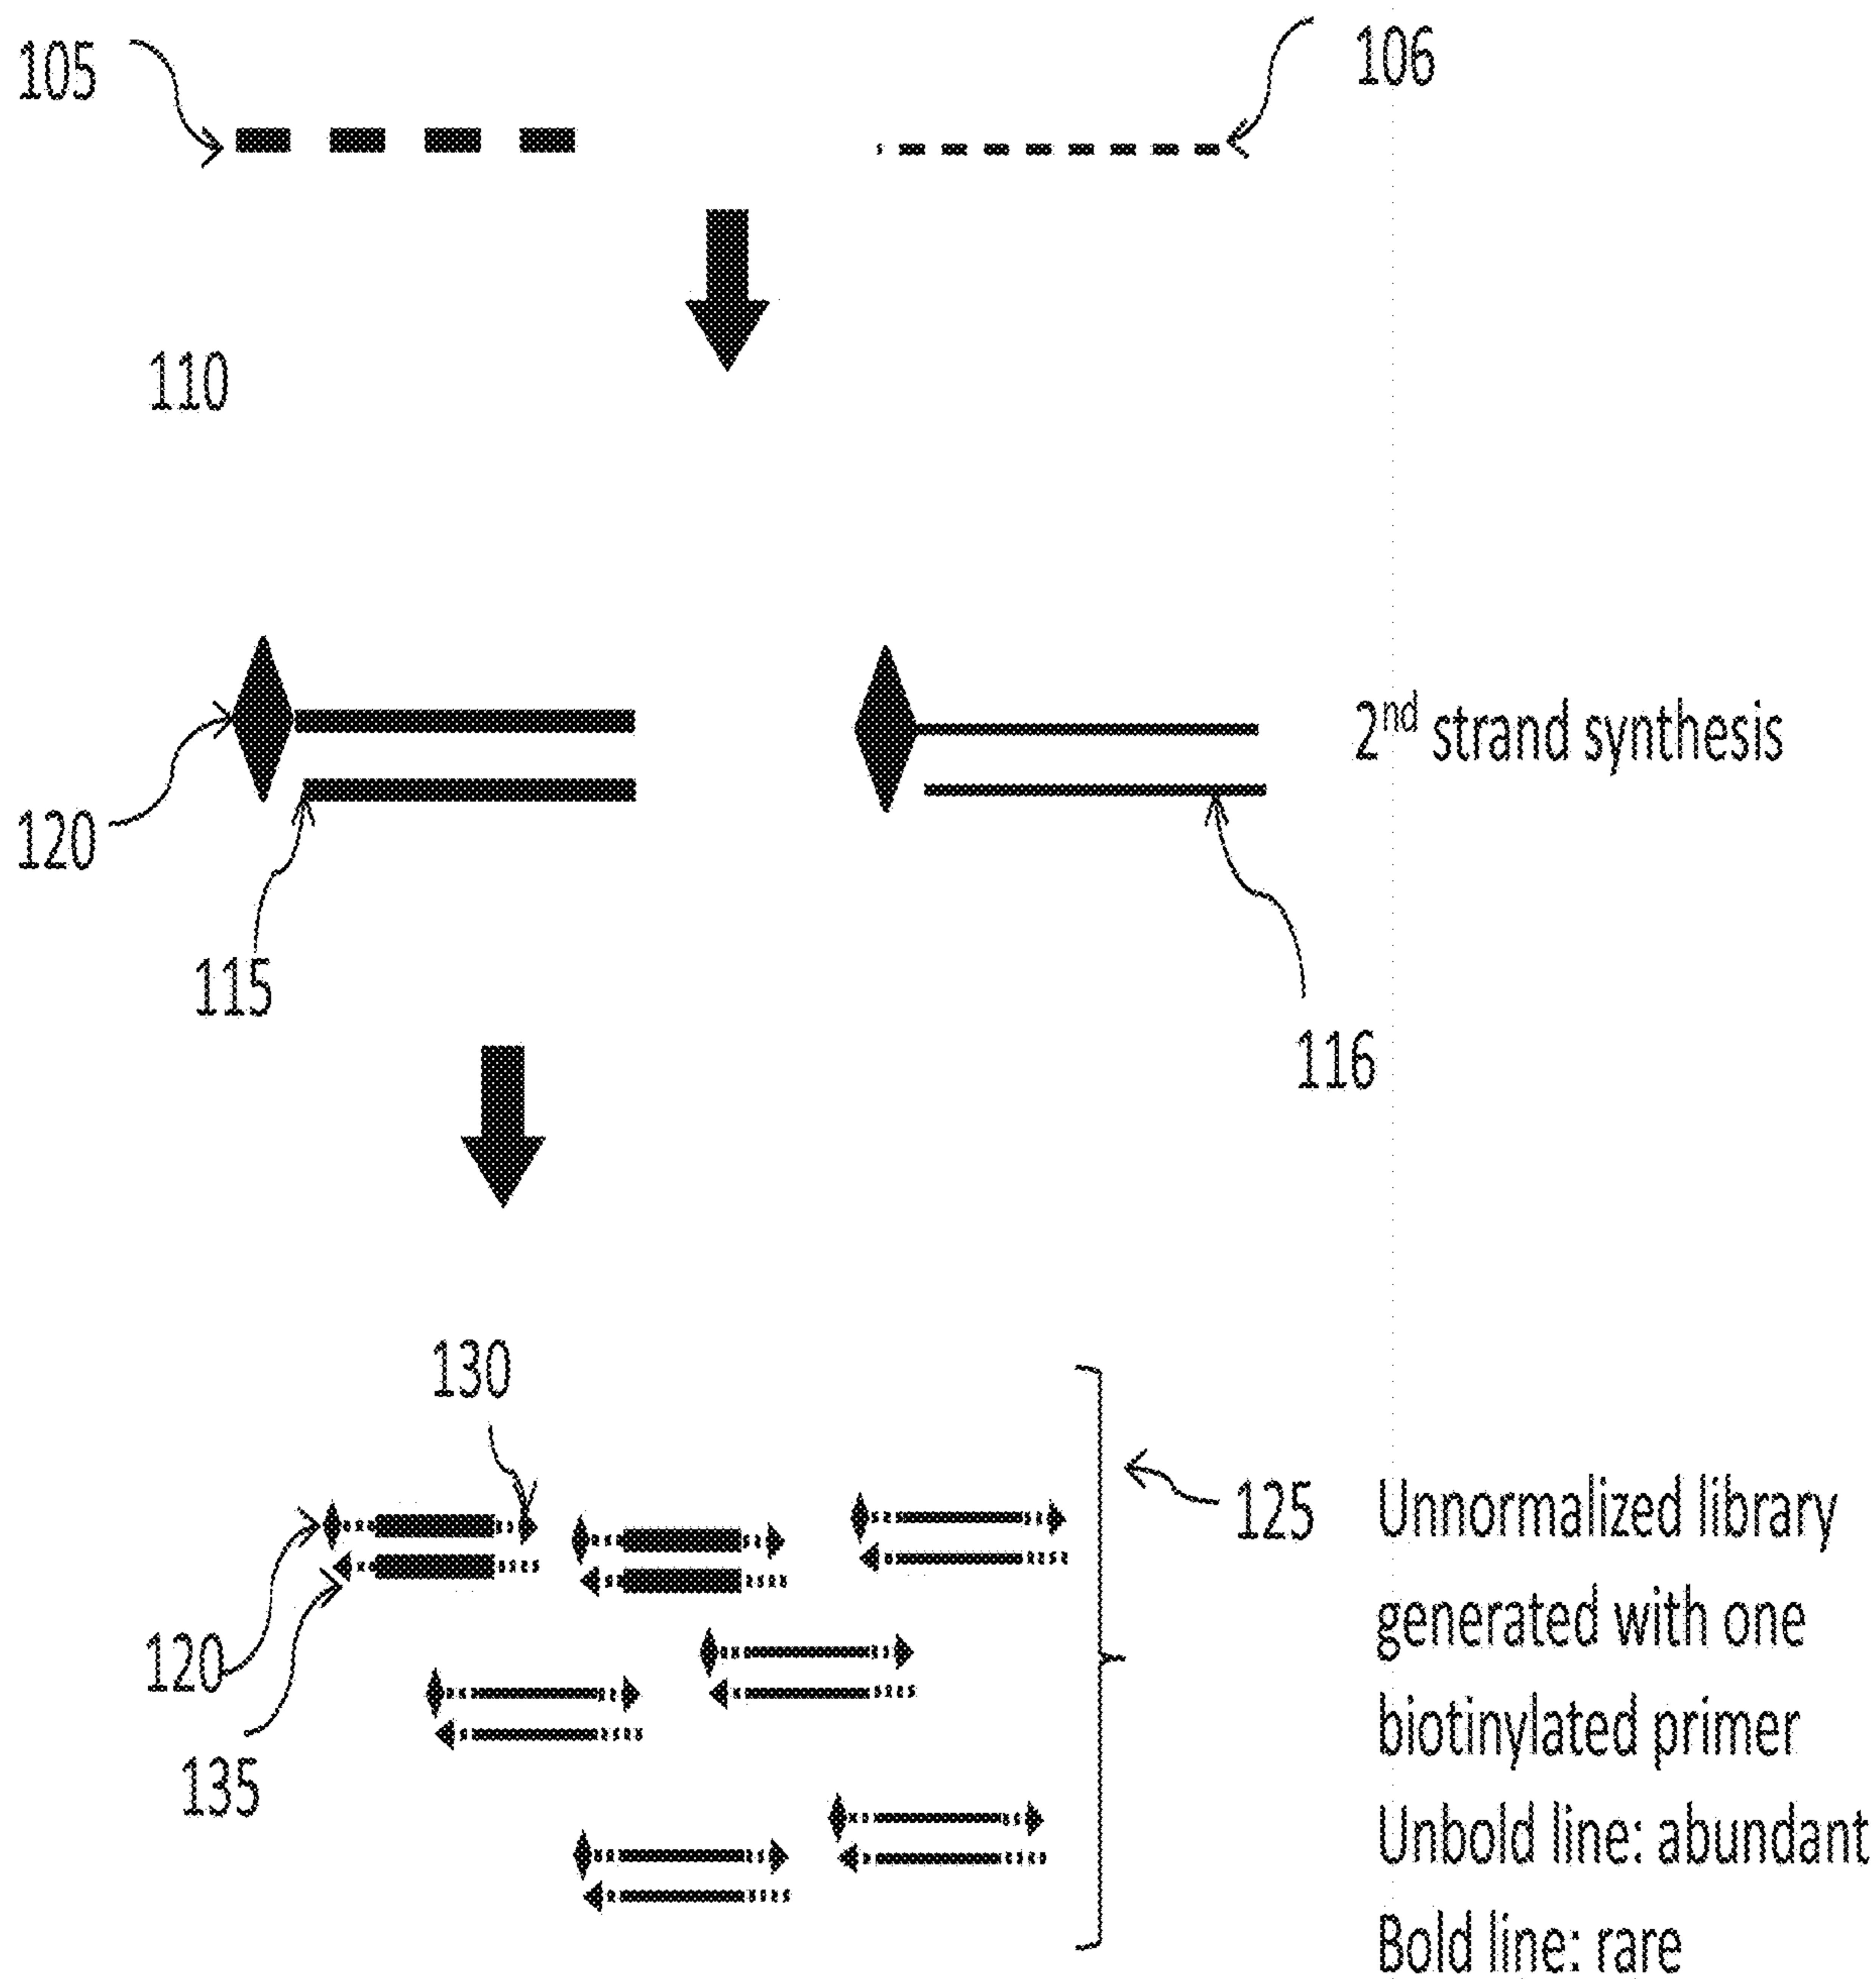 105
106
110
2nd strand synthesis
120
115
116
130
125
Unnormalized library
generated with one
120
biotinylated primer
135
Unbold line: abundant
Bold line: rare